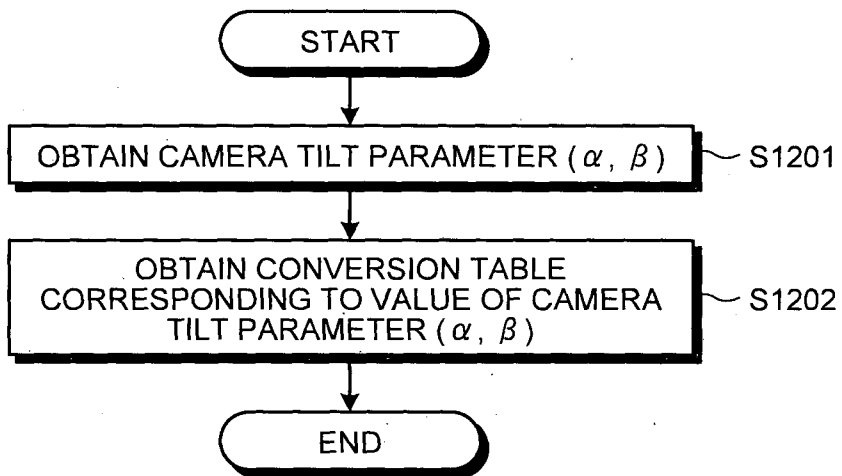 START
OBTAIN CAMERA TILT PARAMETER (α, β)
S1201
OBTAIN CONVERSION TABLE
CORRESPONDING TO VALUE OF CAMERA
TILT PARAMETER (α, β)
S1202
END